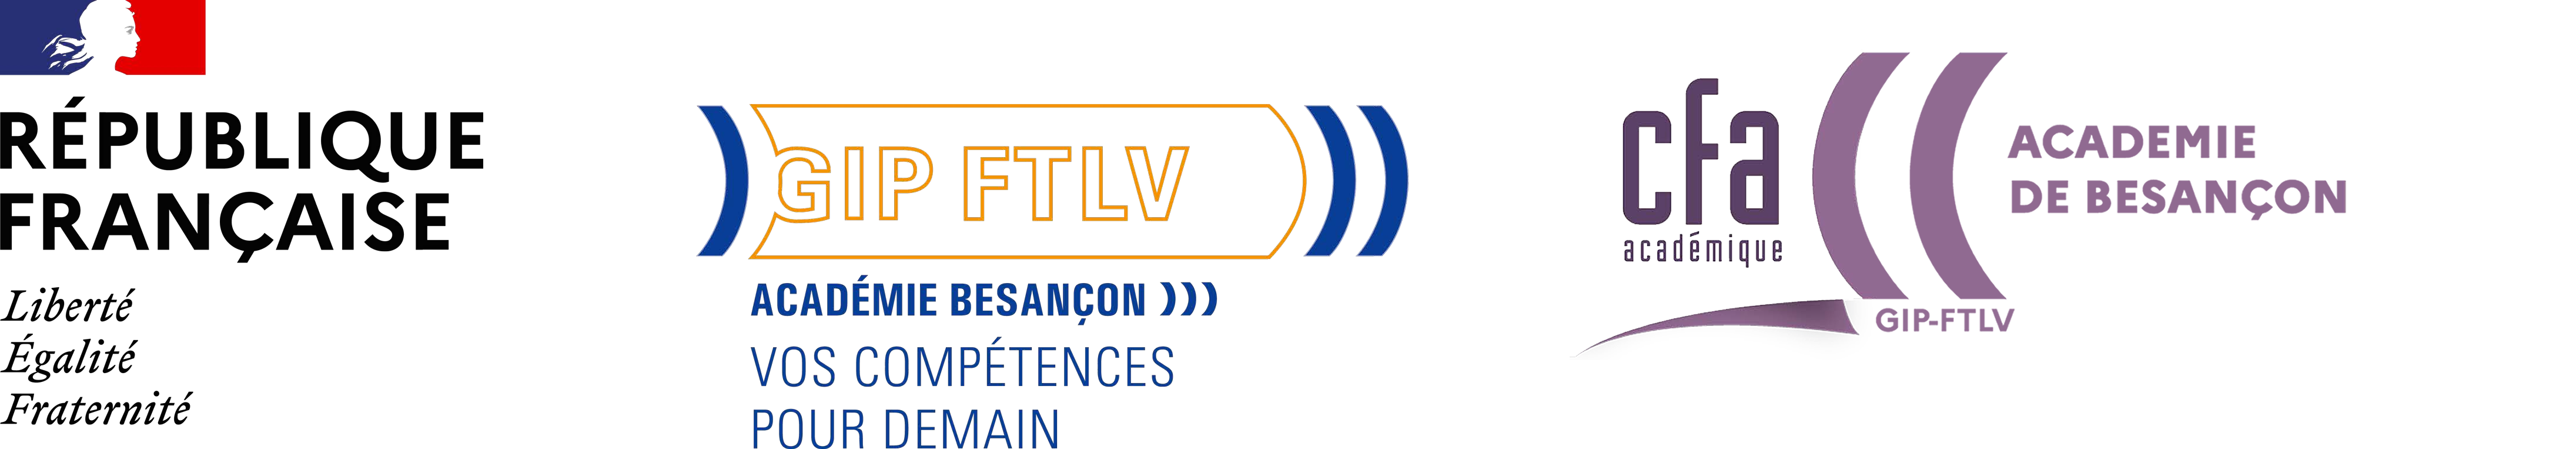 RÉPUBLIQUE
FRANÇAISE
Liberté
Égalité
Fraternité
GIP FTLV
ACADÉMIE BESANÇON )))
VOS COMPÉTENCES
POUR DEMAIN
cfa
académique
ACADEMIE
DE BESANÇON
GIP-FTLV